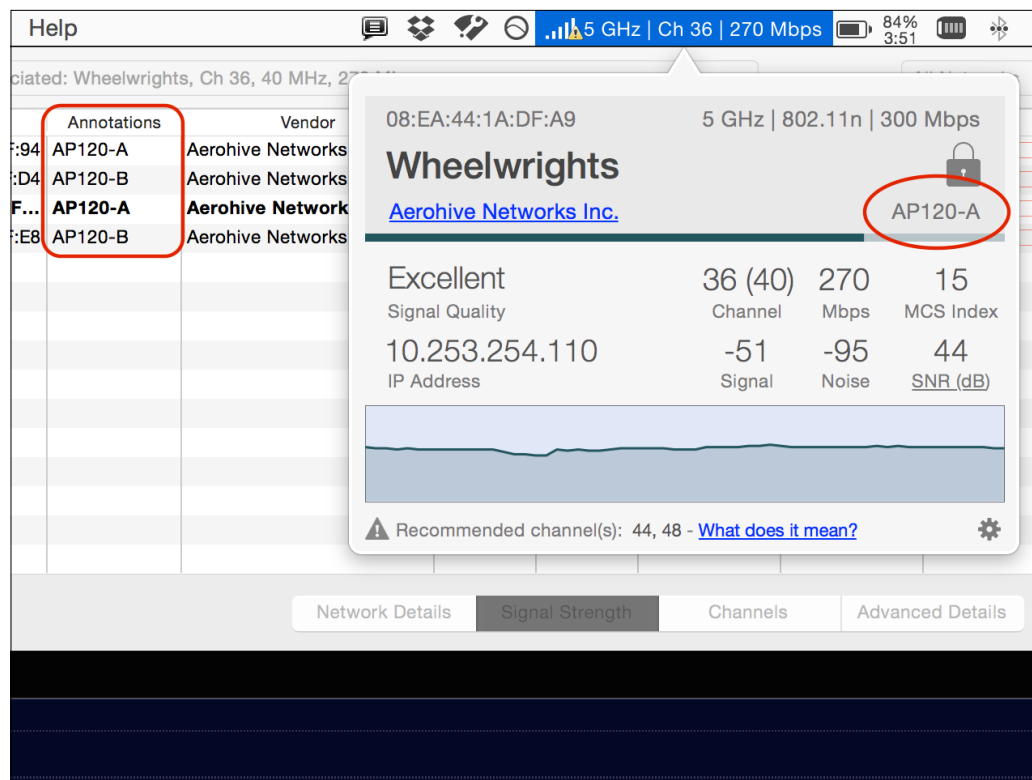 Help
5 GHz | Ch 36 | 270 Mbps
84%
3:51
ciated: Wheelwrights, Ch 36, 40 MHz,
Annotations Vendor
:94 AP120-A Aerohive Networks
:D4 AP120-B Aerohive Networks
F... AP120-A Aerohive Network
:E8 AP120-B Aerohive Networks
08:EA:44:1A:DF:A9 5 GHz | 802.11n | 300 Mbps
Wheelwrights
Aerohive Networks Inc. AP120-A
Excellent 36 (40) 270 15
Signal Quality Channel Mbps MCS Index
10.253.254.110 -51 -95 44
IP Address Signal Noise SNR (dB)
Recommended channel(s): 44, 48 - What does it mean?
Network Details Signal Strength Channels Advanced Details